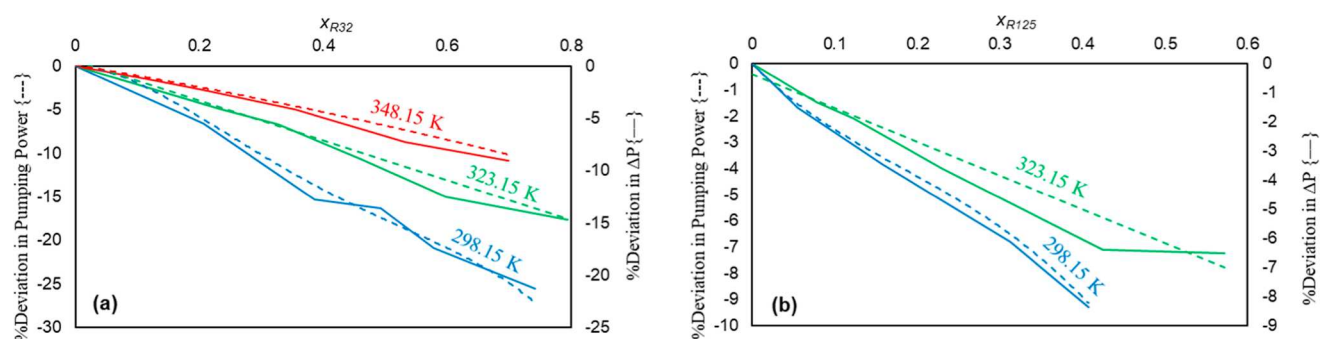 x_R32
0 0.2 0.4 0.6 0.8
%Deviation in Pumping Power {---}
0
-5
-10
-15
-20
-25
-30
348.15 K
323.15 K
298.15 K
(a)
0
-5
-10
-15
-20
-25
%Deviation in ΔP{—}
x_R125
0 0.1 0.2 0.3 0.4 0.5 0.6
%Deviation in Pumping Power {---}
0
-1
-2
-3
-4
-5
-6
-7
-8
-9
-10
323.15 K
298.15 K
(b)
0
-1
-2
-3
-4
-5
-6
-7
-8
-9
%Deviation in ΔP {—}